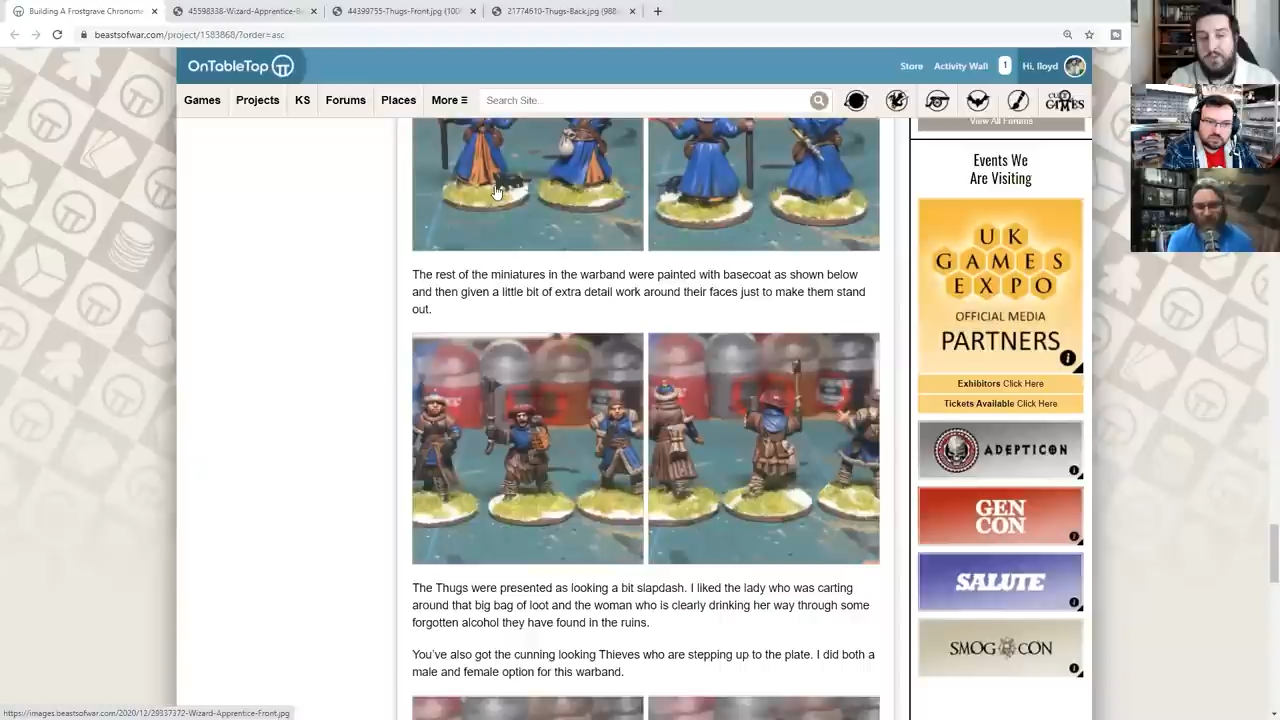 Building A Frostgrave Chronome
45598338-Wizard-Apprentice-B
44399755-Thugs-Front.jpg (100
21774610-Thugs-Back.jpg (988
beastsofwar.com/project/1583868/?order=asc
OnTableTop
Store
Activity Wall
1
Hi, lloyd
Games
Projects
KS
Forums
Places
More
Search Site...
GAMES
View All Forums
Events We
Are Visiting
UK
GAMES
EXPO
OFFICIAL MEDIA
PARTNERS
Exhibitors Click Here
Tickets Available Click Here
ADEPTICON
GEN
CON
SALUTE
SMOG CON
The rest of the miniatures in the warband were painted with basecoat as shown below
and then given a little bit of extra detail work around their faces just to make them stand
out.
The Thugs were presented as looking a bit slapdash. I liked the lady who was carting
around that big bag of loot and the woman who is clearly drinking her way through some
forgotten alcohol they have found in the ruins.
You've also got the cunning looking Thieves who are stepping up to the plate. I did both a
male and female option for this warband.
https://images.beastsofwar.com/2020/12/29337372-Wizard-Apprentice-Front.jpg